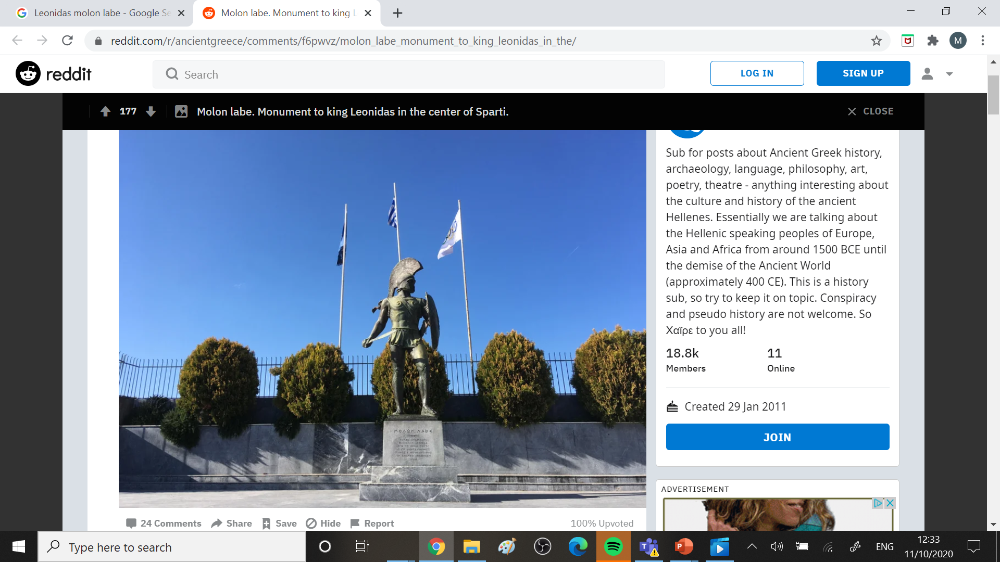 Leonidas molon labe - Google Se
Molon labe. Monument to king L
reddit.com/r/ancientgreece/comments/f6pwvz/molon_labe_monument_to_king_leonidas_in_the/
M
reddit
Search
LOG IN
SIGN UP
177
Molon labe. Monument to king Leonidas in the center of Sparti.
CLOSE
ΜΟΛΩΝ ΛΑΒΕ
24 Comments
Share
Save
Hide
Report
100% Upvoted
Sub for posts about Ancient Greek history,
archaeology, language, philosophy, art,
poetry, theatre - anything interesting about
the culture and history of the ancient
Hellenes. Essentially we are talking about
the Hellenic speaking peoples of Europe,
Asia and Africa from around 1500 BCE until
the demise of the Ancient World
(approximately 400 CE). This is a history
sub, so try to keep it on topic. Conspiracy
and pseudo history are not welcome. So
Χαῖρε to you all!
18.8k
Members
11
Online
Created 29 Jan 2011
JOIN
ADVERTISEMENT
Type here to search
ENG
12:33
11/10/2020